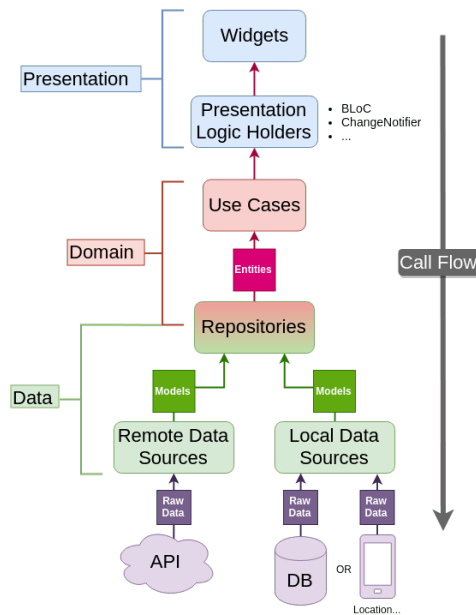 Widgets
Presentation
Presentation
Logic Holders
• BLoC
• ChangeNotifier
• ...
Use Cases
Domain
Call Flow
Entities
Repositories
Data
Models
Models
Remote Data
Sources
Local Data
Sources
Raw
Data
Raw
Data
Raw
Data
API
DB
OR
Location...